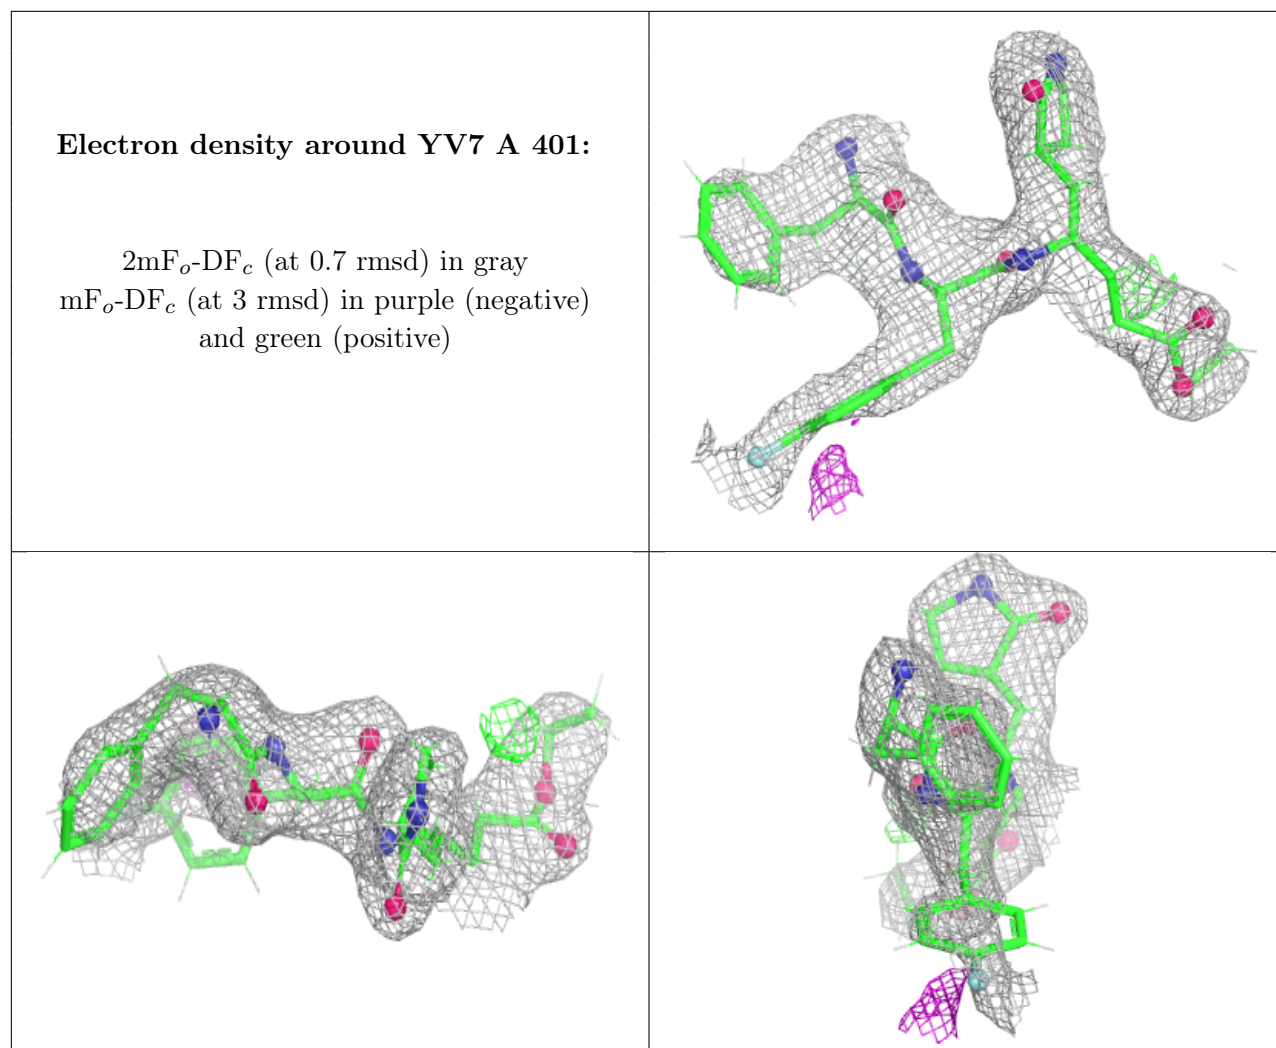 Electron density around YV7 A 401:
2mFo-DFc (at 0.7 rmsd) in gray
mFo-DFc (at 3 rmsd) in purple (negative)
and green (positive)